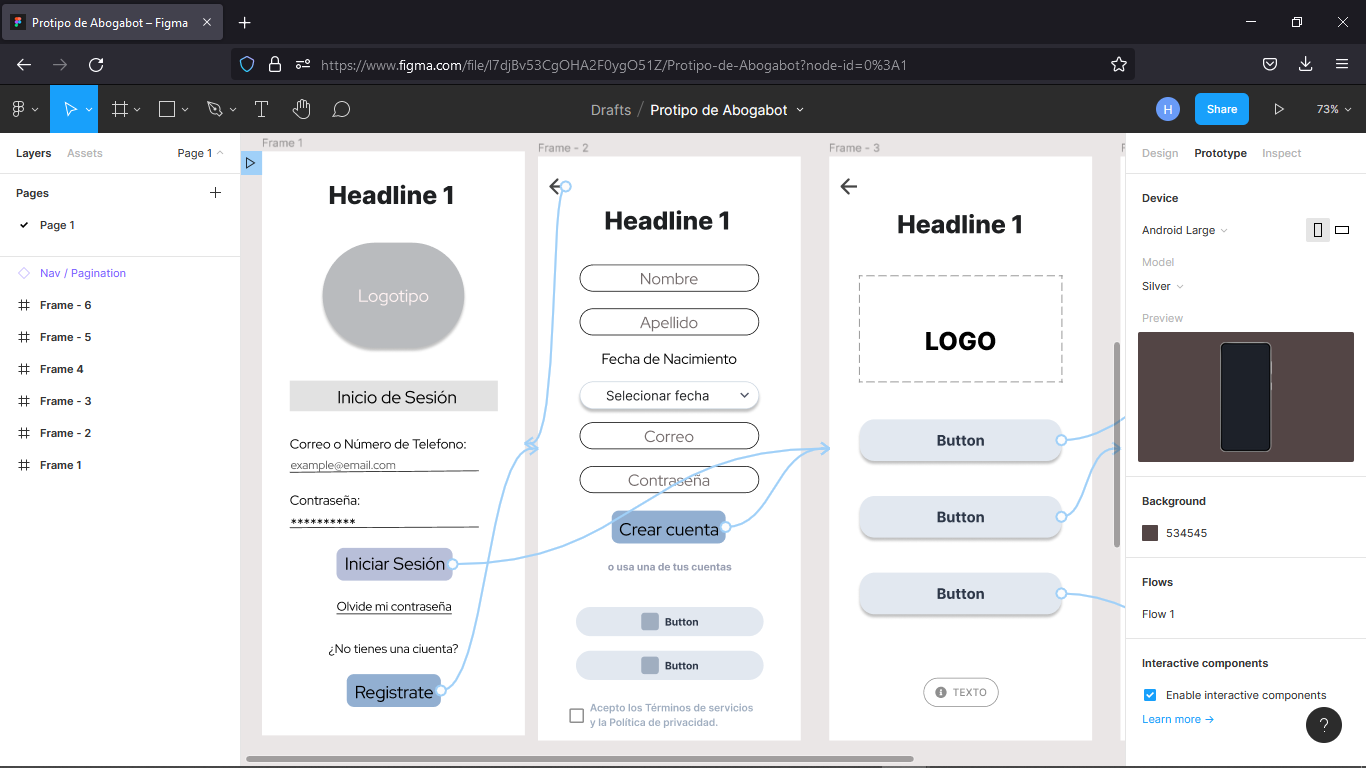 Protipo de Abogabot – Figma
https://www.figma.com/file/l7djBv53CgOHA2F0ygO51Z/Protipo-de-Abogabot?node-id=0%3A1
Drafts / Protipo de Abogabot
H
Share
73%
Layers
Assets
Page 1
Pages
Page 1
Nav / Pagination
Frame - 6
Frame - 5
Frame 4
Frame - 3
Frame - 2
Frame 1
Frame 1
Headline 1
Logotipo
Inicio de Sesión
Correo o Número de Telefono:
example@email.com
Contraseña:
**********
Iniciar Sesión
Olvide mi contraseña
¿No tienes una ciuenta?
Registrate
Frame - 2
Headline 1
Nombre
Apellido
Fecha de Nacimiento
Selecionar fecha
Correo
Contraseña
Crear cuenta
o usa una de tus cuentas
Button
Button
Acepto los Términos de servicios
y la Política de privacidad.
Frame - 3
Headline 1
LOGO
Button
Button
Button
TEXTO
Design
Prototype
Inspect
Device
Android Large
Model
Silver
Preview
Background
534545
Flows
Flow 1
Interactive components
Enable interactive components
Learn more →
?